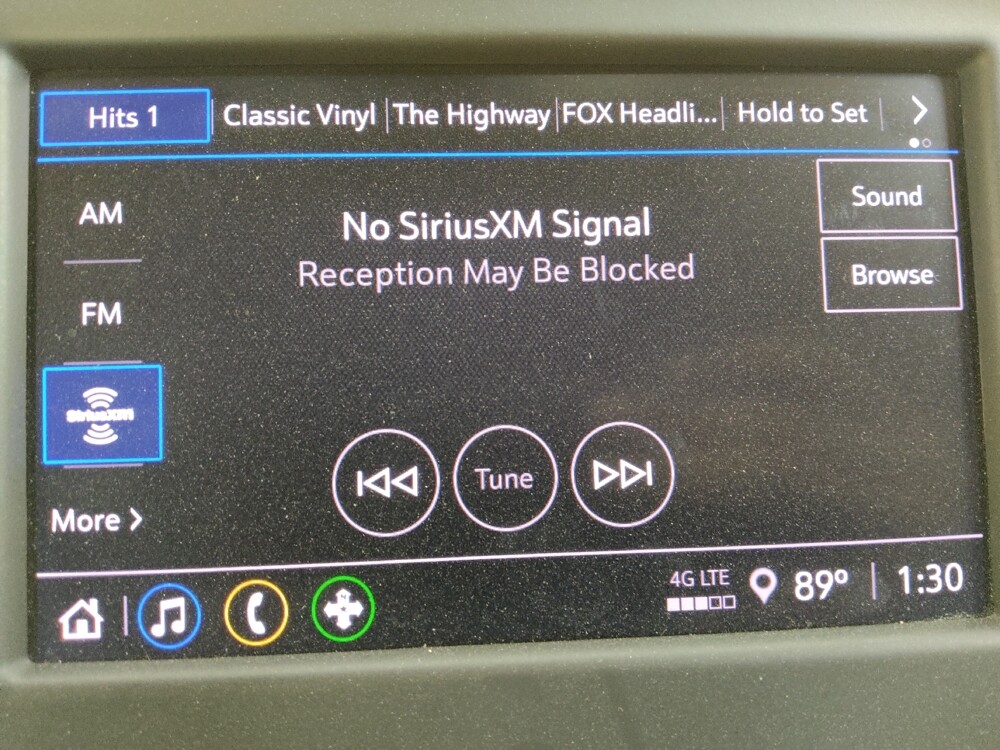 Hits 1
Classic Vinyl
The Highway
FOX Headli...
Hold to Set
AM
FM
SiriusXM
More
No SiriusXM Signal
Reception May Be Blocked
Sound
Browse
Tune
4G LTE
89°
1:30